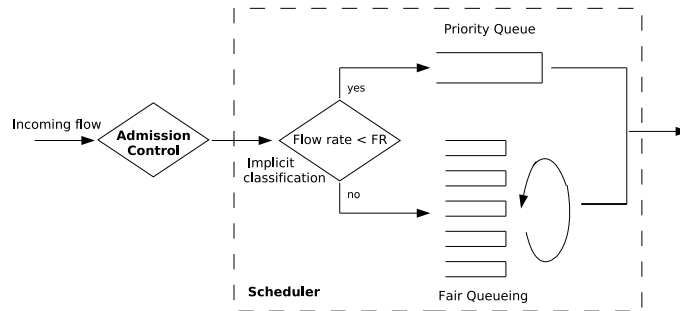 Priority Queue
yes
Incoming flow
Admission
Control
Flow rate < FR
Implicit
classification
no
Scheduler
Fair Queueing